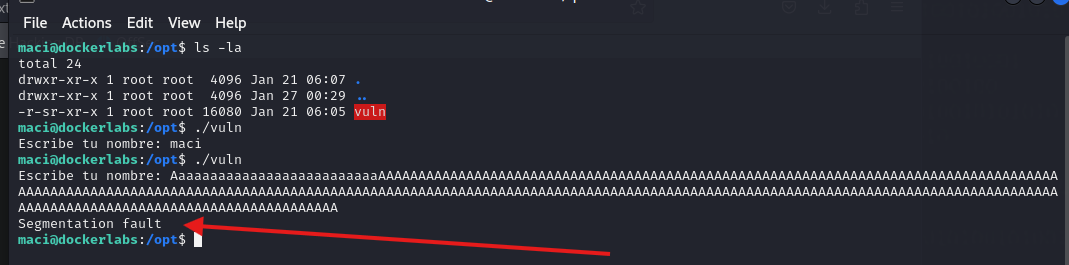 File Actions Edit View Help
maci@dockerlabs:/opt$ ls -la
total 24
drwxr-xr-x 1 root root  4096 Jan 21 06:07 .
drwxr-xr-x 1 root root  4096 Jan 27 00:29 ..
-r-sr-xr-x 1 root root 16080 Jan 21 06:05 vuln
maci@dockerlabs:/opt$ ./vuln
Escribe tu nombre: maci
maci@dockerlabs:/opt$ ./vuln
Escribe tu nombre: AaaaaaaaaaaaaaaaaaaaaaaaaaAAAAAAAAAAAAAAAAAAAAAAAAAAAAAAAAAAAAAAAAAAAAAAAAAAAAAAAAAAAAAAAAAAAAAAAAAAAAAAAAAAAAA
AAAAAAAAAAAAAAAAAAAAAAAAAAAAAAAAAAAAAAAAAAAAAAAAAAAAAAAAAAAAAAAAAAAAAAAAAAAAAAAAAAAAAAAAAAAAAAAAAAAAAAAAAAAAAAAAAAAAAAAAAAAAAAAAAA
AAAAAAAAAAAAAAAAAAAAAAAAAAAAAAAAAAAAAAAA
Segmentation fault
maci@dockerlabs:/opt$